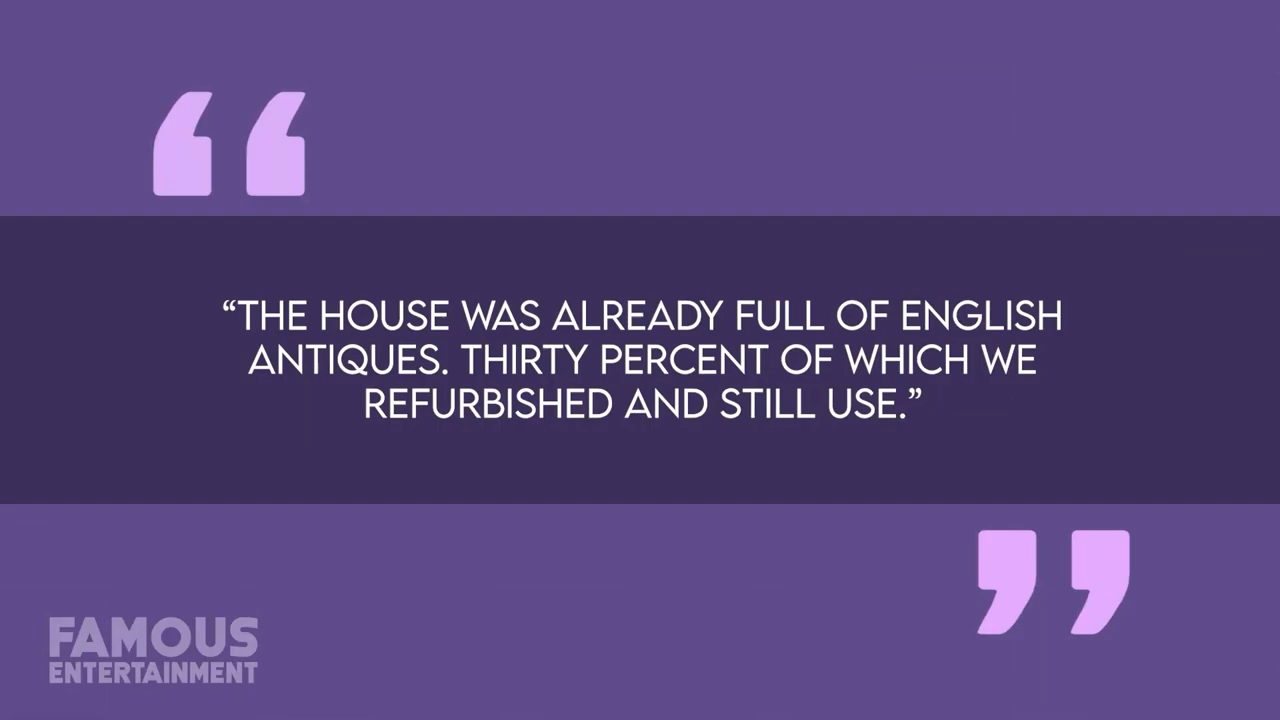 “THE HOUSE WAS ALREADY FULL OF ENGLISH
ANTIQUES. THIRTY PERCENT OF WHICH WE
REFURBISHED AND STILL USE.”
FAMOUS
ENTERTAINMENT